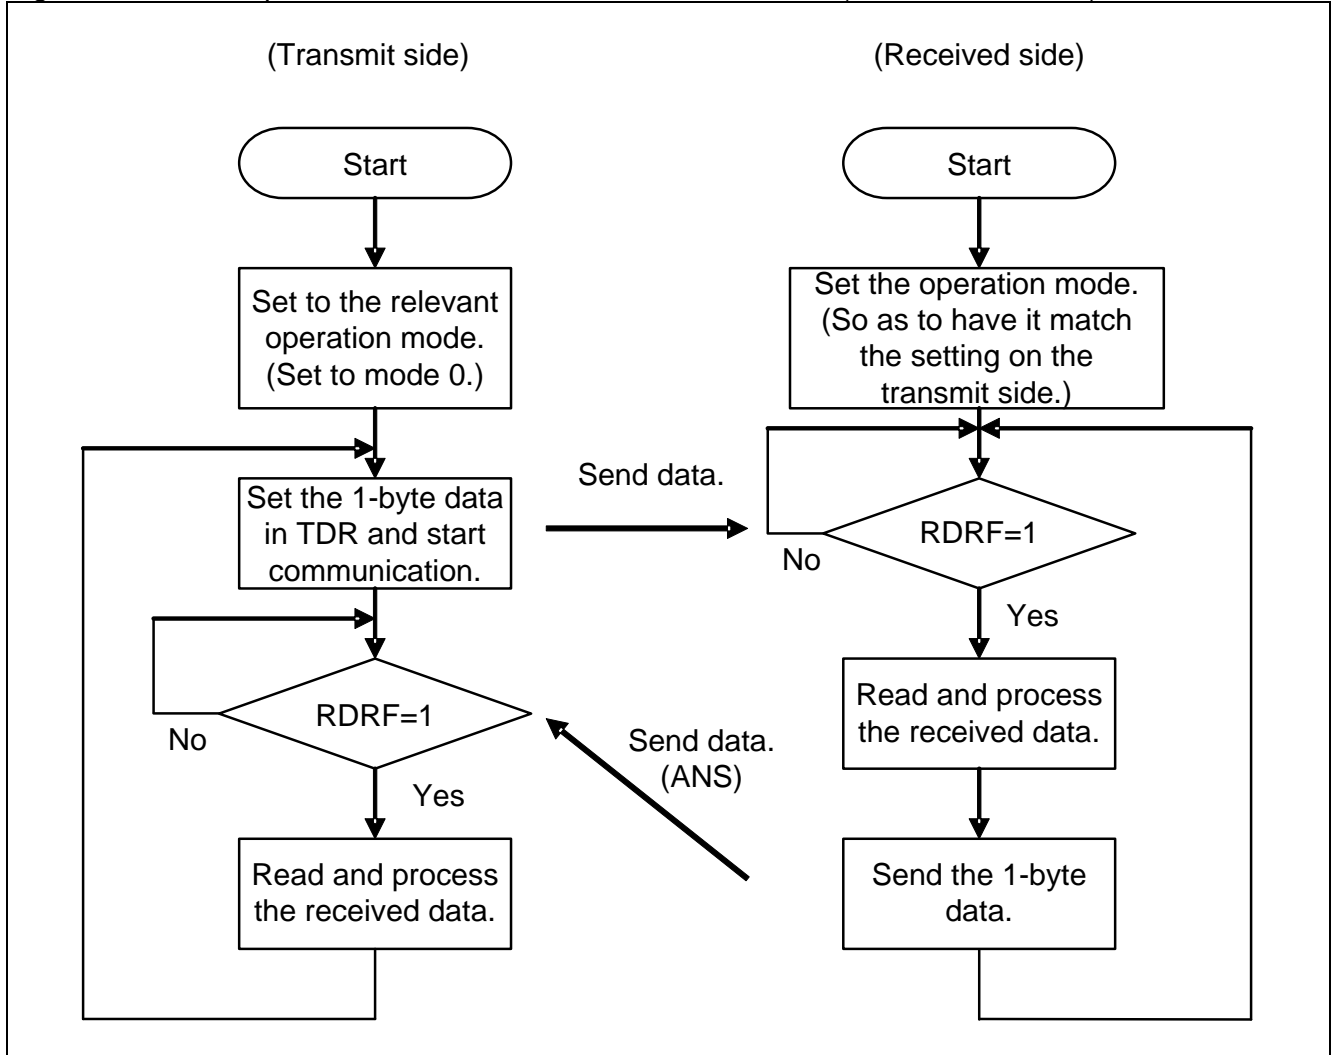 (Transmit side)
Start
Set to the relevant
operation mode.
(Set to mode 0.)
Set the 1-byte data
in TDR and start
communication.
RDRF=1
No
Yes
Read and process
the received data.
Send data.
Send data.
(ANS)
(Received side)
Start
Set the operation mode.
(So as to have it match
the setting on the
transmit side.)
RDRF=1
No
Yes
Read and process
the received data.
Send the 1-byte
data.